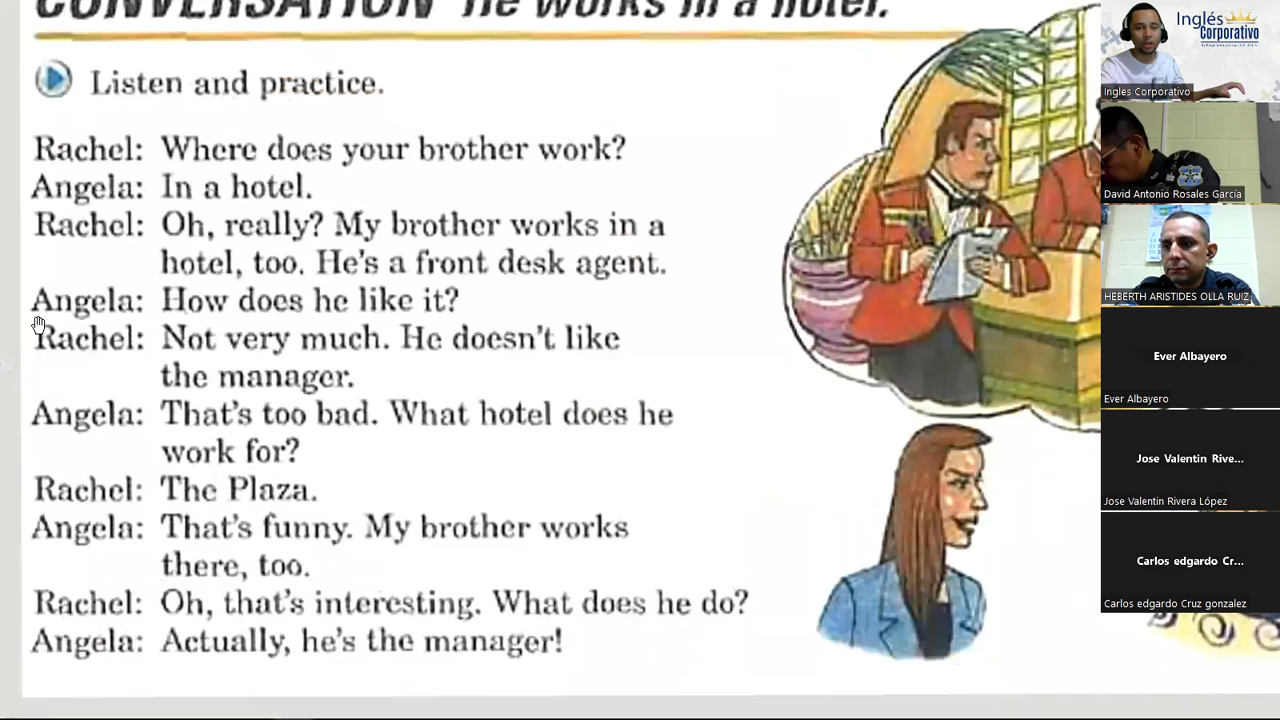 CONVERSATION He works in a hotel.
Listen and practice.
Rachel: Where does your brother work?
Angela: In a hotel.
Rachel: Oh, really? My brother works in a
hotel, too. He's a front desk agent.
Angela: How does he like it?
Rachel: Not very much. He doesn't like
the manager.
Angela: That's too bad. What hotel does he
work for?
Rachel: The Plaza.
Angela: That's funny. My brother works
there, too.
Rachel: Oh, that's interesting. What does he do?
Angela: Actually, he's the manager!
Inglés
Corporativo
Ingles Corporativo
David Antonio Rosales García
HEBERTH ARISTIDES OLLA RUIZ
Ever Albayero
Ever Albayero
Jose Valentin Rive...
Jose Valentin Rivera López
Carlos edgardo Cr...
Carlos edgardo Cruz gonzalez